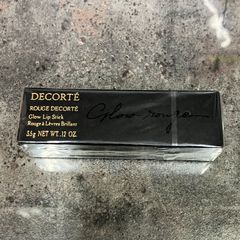 DECORTÉ
ROUGE DECORTÉ
Glow Lip Stick
Rouge à Lèvres Brillant
3.5g NET WT. .12 OZ.
Glow rouge